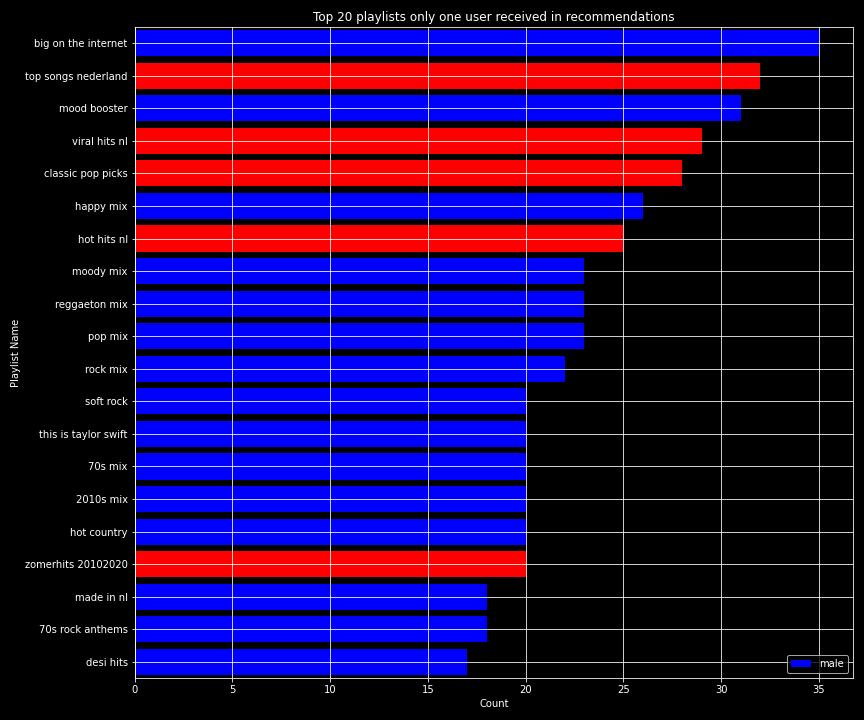 Top 20 playlists only one user received in recommendations
big on the internet
top songs nederland
mood booster
viral hits nl
classic pop picks
happy mix
hot hits nl
moody mix
reggaeton mix
pop mix
rock mix
soft rock
this is taylor swift
70s mix
2010s mix
hot country
zomerhits 20102020
made in nl
70s rock anthems
desi hits
Playlist Name
male
0 5 10 15 20 25 30 35
Count